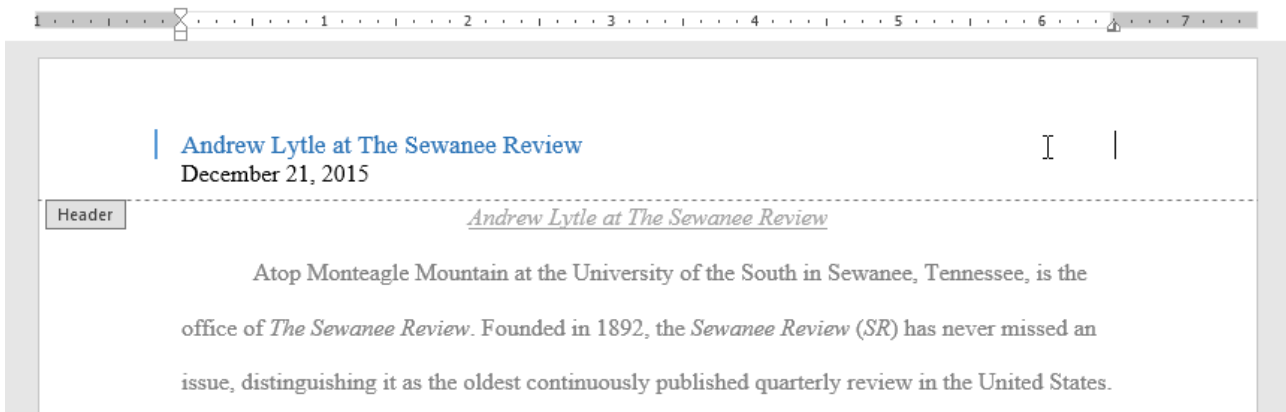 1 1 2 3 4 5 6 7
Andrew Lytle at The Sewanee Review
December 21, 2015
Header
Andrew Lytle at The Sewanee Review
Atop Monteagle Mountain at the University of the South in Sewanee, Tennessee, is the
office of The Sewanee Review. Founded in 1892, the Sewanee Review (SR) has never missed an
issue, distinguishing it as the oldest continuously published quarterly review in the United States.